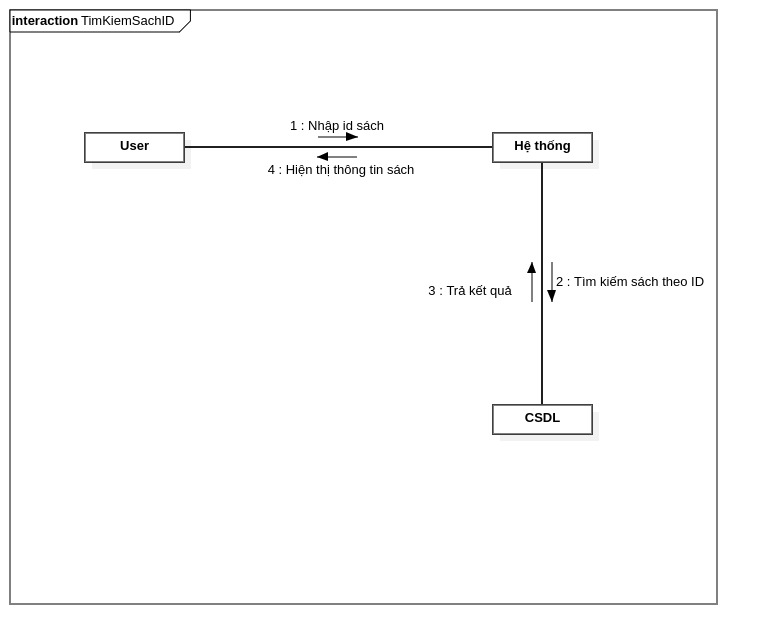 interaction TimKiemSachID
1 : Nhập id sách
User
Hệ thống
4 : Hiện thị thông tin sách
2 : Tìm kiếm sách theo ID
3 : Trả kết quả
CSDL